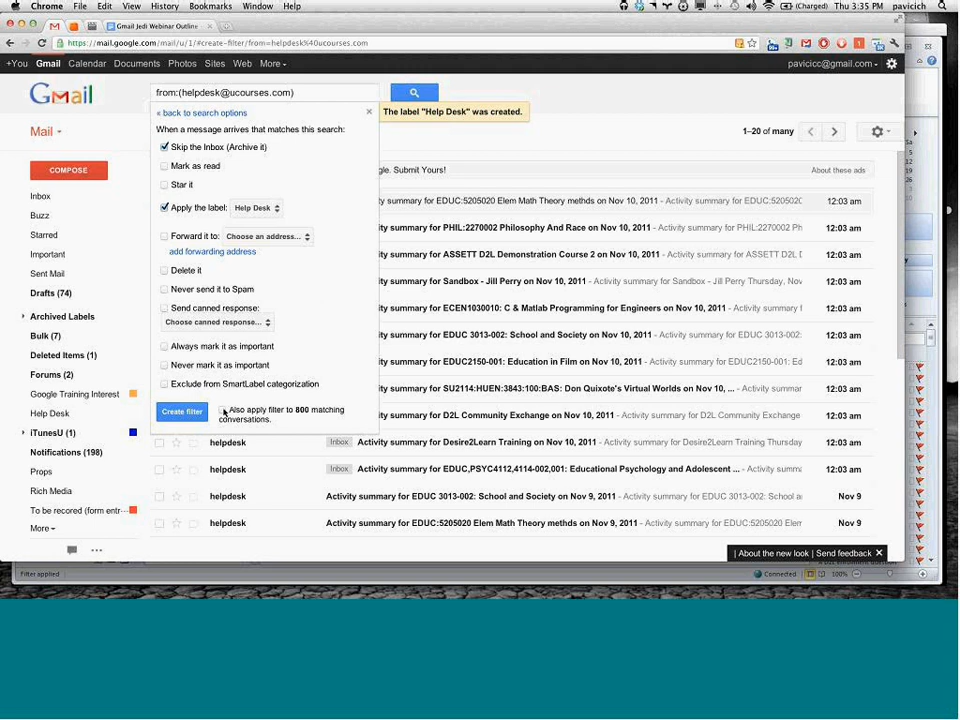 Chrome File Edit View History Bookmarks Window Help (Charged) Thu 3:35 PM pavicich
Gmail Jedi Webinar Outline
https://mail.google.com/mail/u/1/#create-filter/from=helpdesk%40ucourses.com
+You Gmail Calendar Documents Photos Sites Web More pavicicc@gmail.com
Gmail from:(helpdesk@ucourses.com)
« back to search options
The label "Help Desk" was created.
Mail
When a message arrives that matches this search:
1–20 of many
Skip the Inbox (Archive it)
COMPOSE
Mark as read
gle. Submit Yours! About these ads
Star it
Inbox
Apply the label: Help Desk
ity summary for EDUC:5205020 Elem Math Theory methds on Nov 10, 2011 - Activity summary for EDUC:5205020 12:03 am
Buzz
ity summary for PHIL:2270002 Philosophy And Race on Nov 10, 2011 - Activity summary for PHIL:2270002 Ph 12:03 am
Starred
Forward it to: Choose an address...
add forwarding address
Important
ity summary for ASSETT D2L Demonstration Course 2 on Nov 10, 2011 - Activity summary for ASSETT D2L 12:03 am
Sent Mail
Delete it
ity summary for Sandbox - Jill Perry on Nov 10, 2011 - Activity summary for Sandbox - Jill Perry Thursday, Nov 12:03 am
Drafts (74)
Never send it to Spam
Send canned response:
Choose canned response...
ity summary for ECEN1030010: C & Matlab Programming for Engineers on Nov 10, 2011 - Activity summary 12:03 am
Archived Labels
Bulk (7)
ity summary for EDUC 3013-002: School and Society on Nov 10, 2011 - Activity summary for EDUC 3013-002: 12:03 am
Always mark it as important
Deleted Items (1)
Never mark it as important
ity summary for EDUC2150-001: Education in Film on Nov 10, 2011 - Activity summary for EDUC2150-001: Ed 12:03 am
Forums (2)
Exclude from SmartLabel categorization
ity summary for SU2114:HUEN:3843:100:BAS: Don Quixote's Virtual Worlds on Nov 10, 2011 - Activity summ 12:03 am
Google Training Interest
Help Desk
Create filter Also apply filter to 800 matching
conversations.
ity summary for D2L Community Exchange on Nov 10, 2011 - Activity summary for D2L Community Exchange 12:03 am
iTunesU (1)
helpdesk Inbox Activity summary for Desire2Learn Training on Nov 10, 2011 - Activity summary for Desire2Learn Training Thursday 12:03 am
Notifications (198)
Props
helpdesk Inbox Activity summary for EDUC,PSYC4112,4114-002,001: Educational Psychology and Adolescent ... - Activity summa 12:03 am
Rich Media
helpdesk Activity summary for EDUC 3013-002: School and Society on Nov 9, 2011 - Activity summary for EDUC 3013-002: School a Nov 9
To be recored (form entr···
helpdesk Activity summary for EDUC:5205020 Elem Math Theory methds on Nov 9, 2011 - Activity summary for EDUC:5205020 Elem Nov 9
More
| About the new look | Send feedback ×
Filter applied Connected 100%